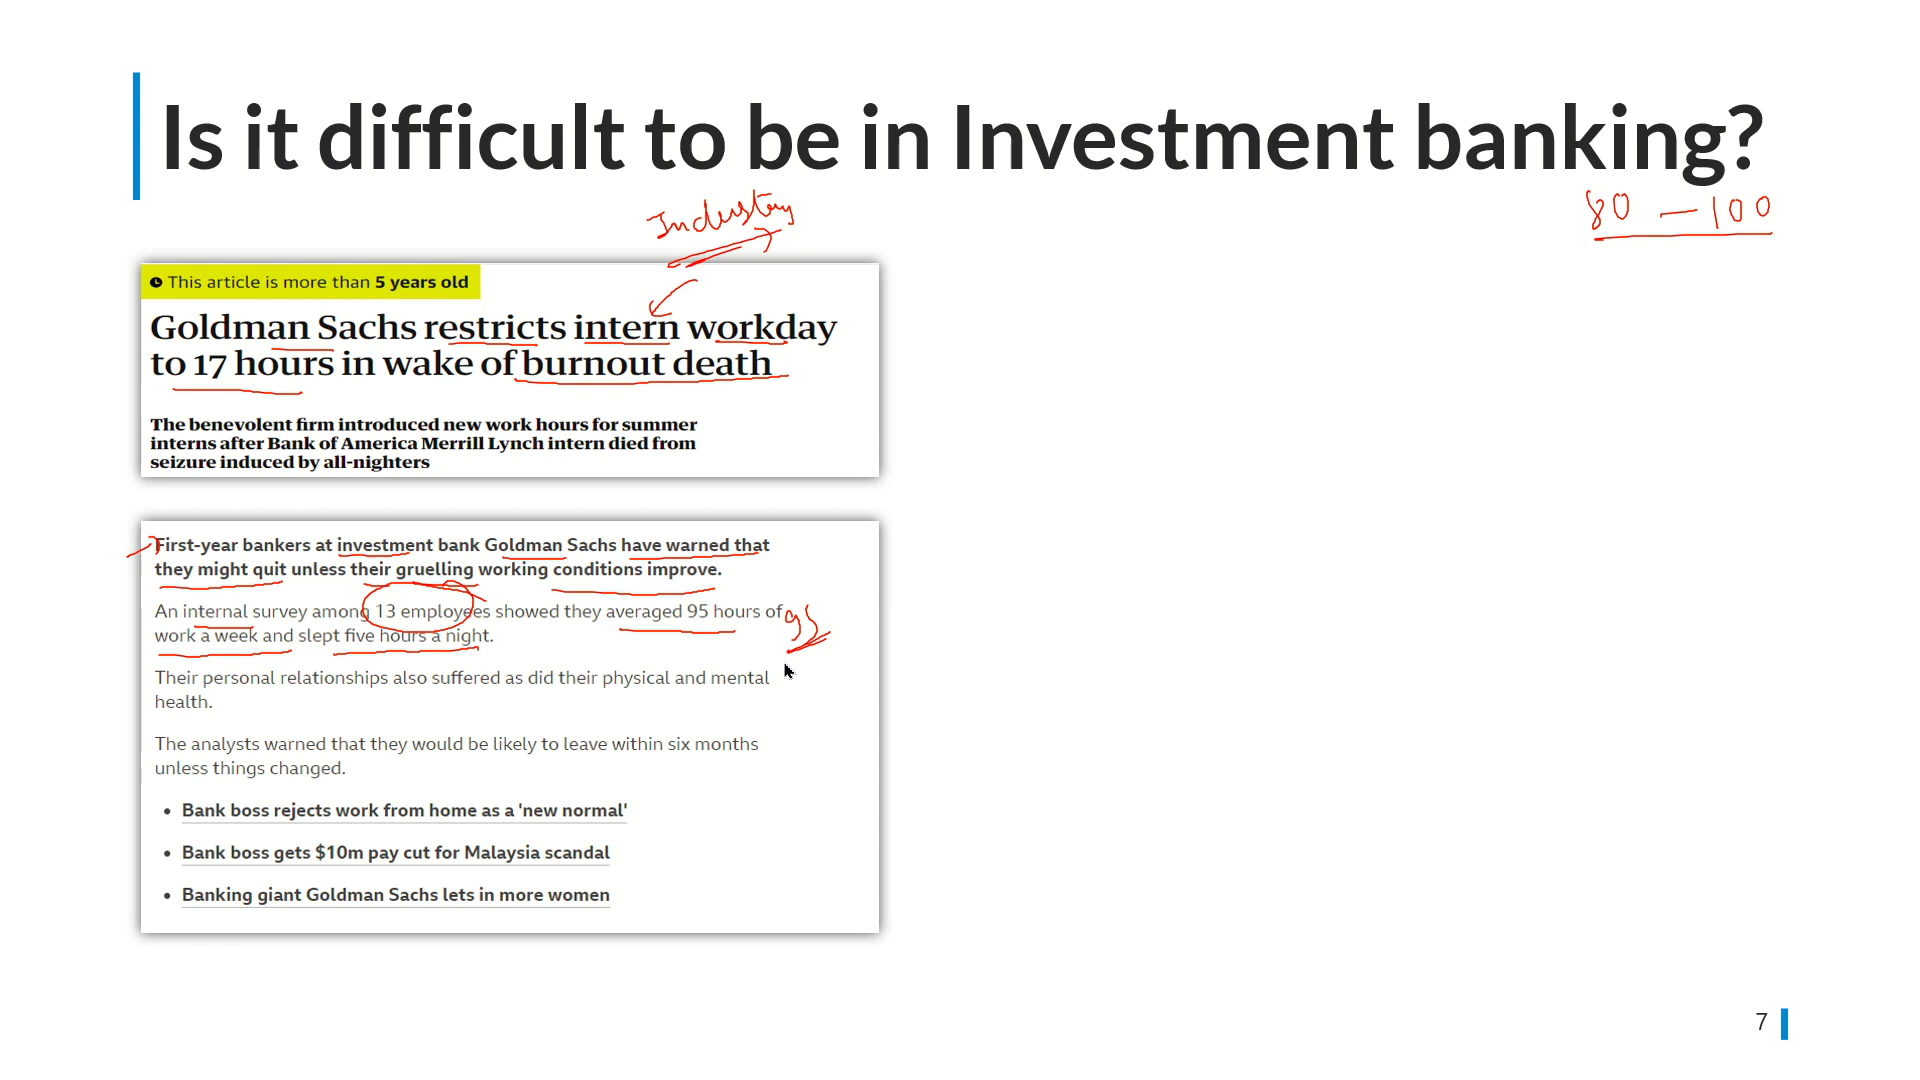 Is it difficult to be in Investment banking?
80 — 100
Industry
This article is more than 5 years old
Goldman Sachs restricts intern workday
to 17 hours in wake of burnout death
The benevolent firm introduced new work hours for summer
interns after Bank of America Merrill Lynch intern died from
seizure induced by all-nighters
First-year bankers at investment bank Goldman Sachs have warned that
they might quit unless their gruelling working conditions improve.
An internal survey among 13 employees showed they averaged 95 hours of
95
work a week and slept five hours a night.
Their personal relationships also suffered as did their physical and mental
health.
The analysts warned that they would be likely to leave within six months
unless things changed.
• Bank boss rejects work from home as a 'new normal'
• Bank boss gets $10m pay cut for Malaysia scandal
• Banking giant Goldman Sachs lets in more women
7